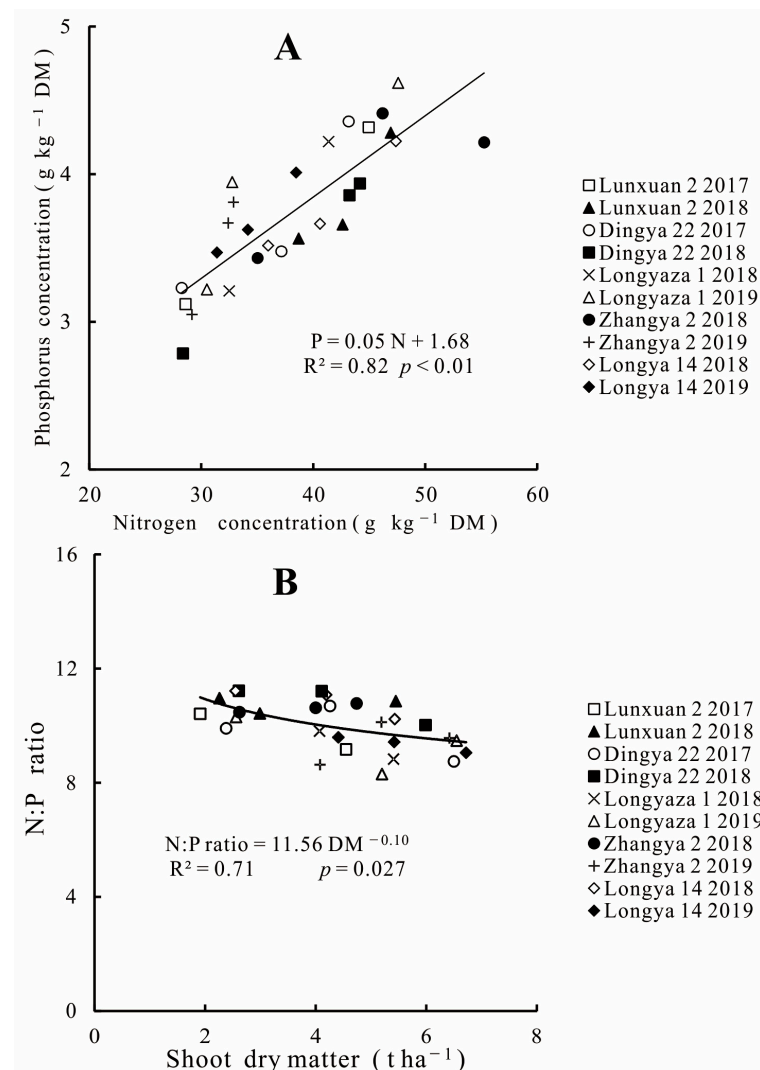 A
5
4
3
2
20 30 40 50 60
Phosphorus concentration (g kg⁻¹ DM)
Nitrogen concentration (g kg⁻¹ DM)
P = 0.05 N + 1.68
R² = 0.82 p < 0.01
Lunxuan 2 2017
Lunxuan 2 2018
Dingya 22 2017
Dingya 22 2018
Longyaza 1 2018
Longyaza 1 2019
Zhangya 2 2018
Zhangya 2 2019
Longya 14 2018
Longya 14 2019
B
16
12
8
4
0
0 2 4 6 8
N:P ratio
Shoot dry matter (t ha⁻¹)
N:P ratio = 11.56 DM⁻⁰·¹⁰
R² = 0.71 p = 0.027
Lunxuan 2 2017
Lunxuan 2 2018
Dingya 22 2017
Dingya 22 2018
Longyaza 1 2018
Longyaza 1 2019
Zhangya 2 2018
Zhangya 2 2019
Longya 14 2018
Longya 14 2019